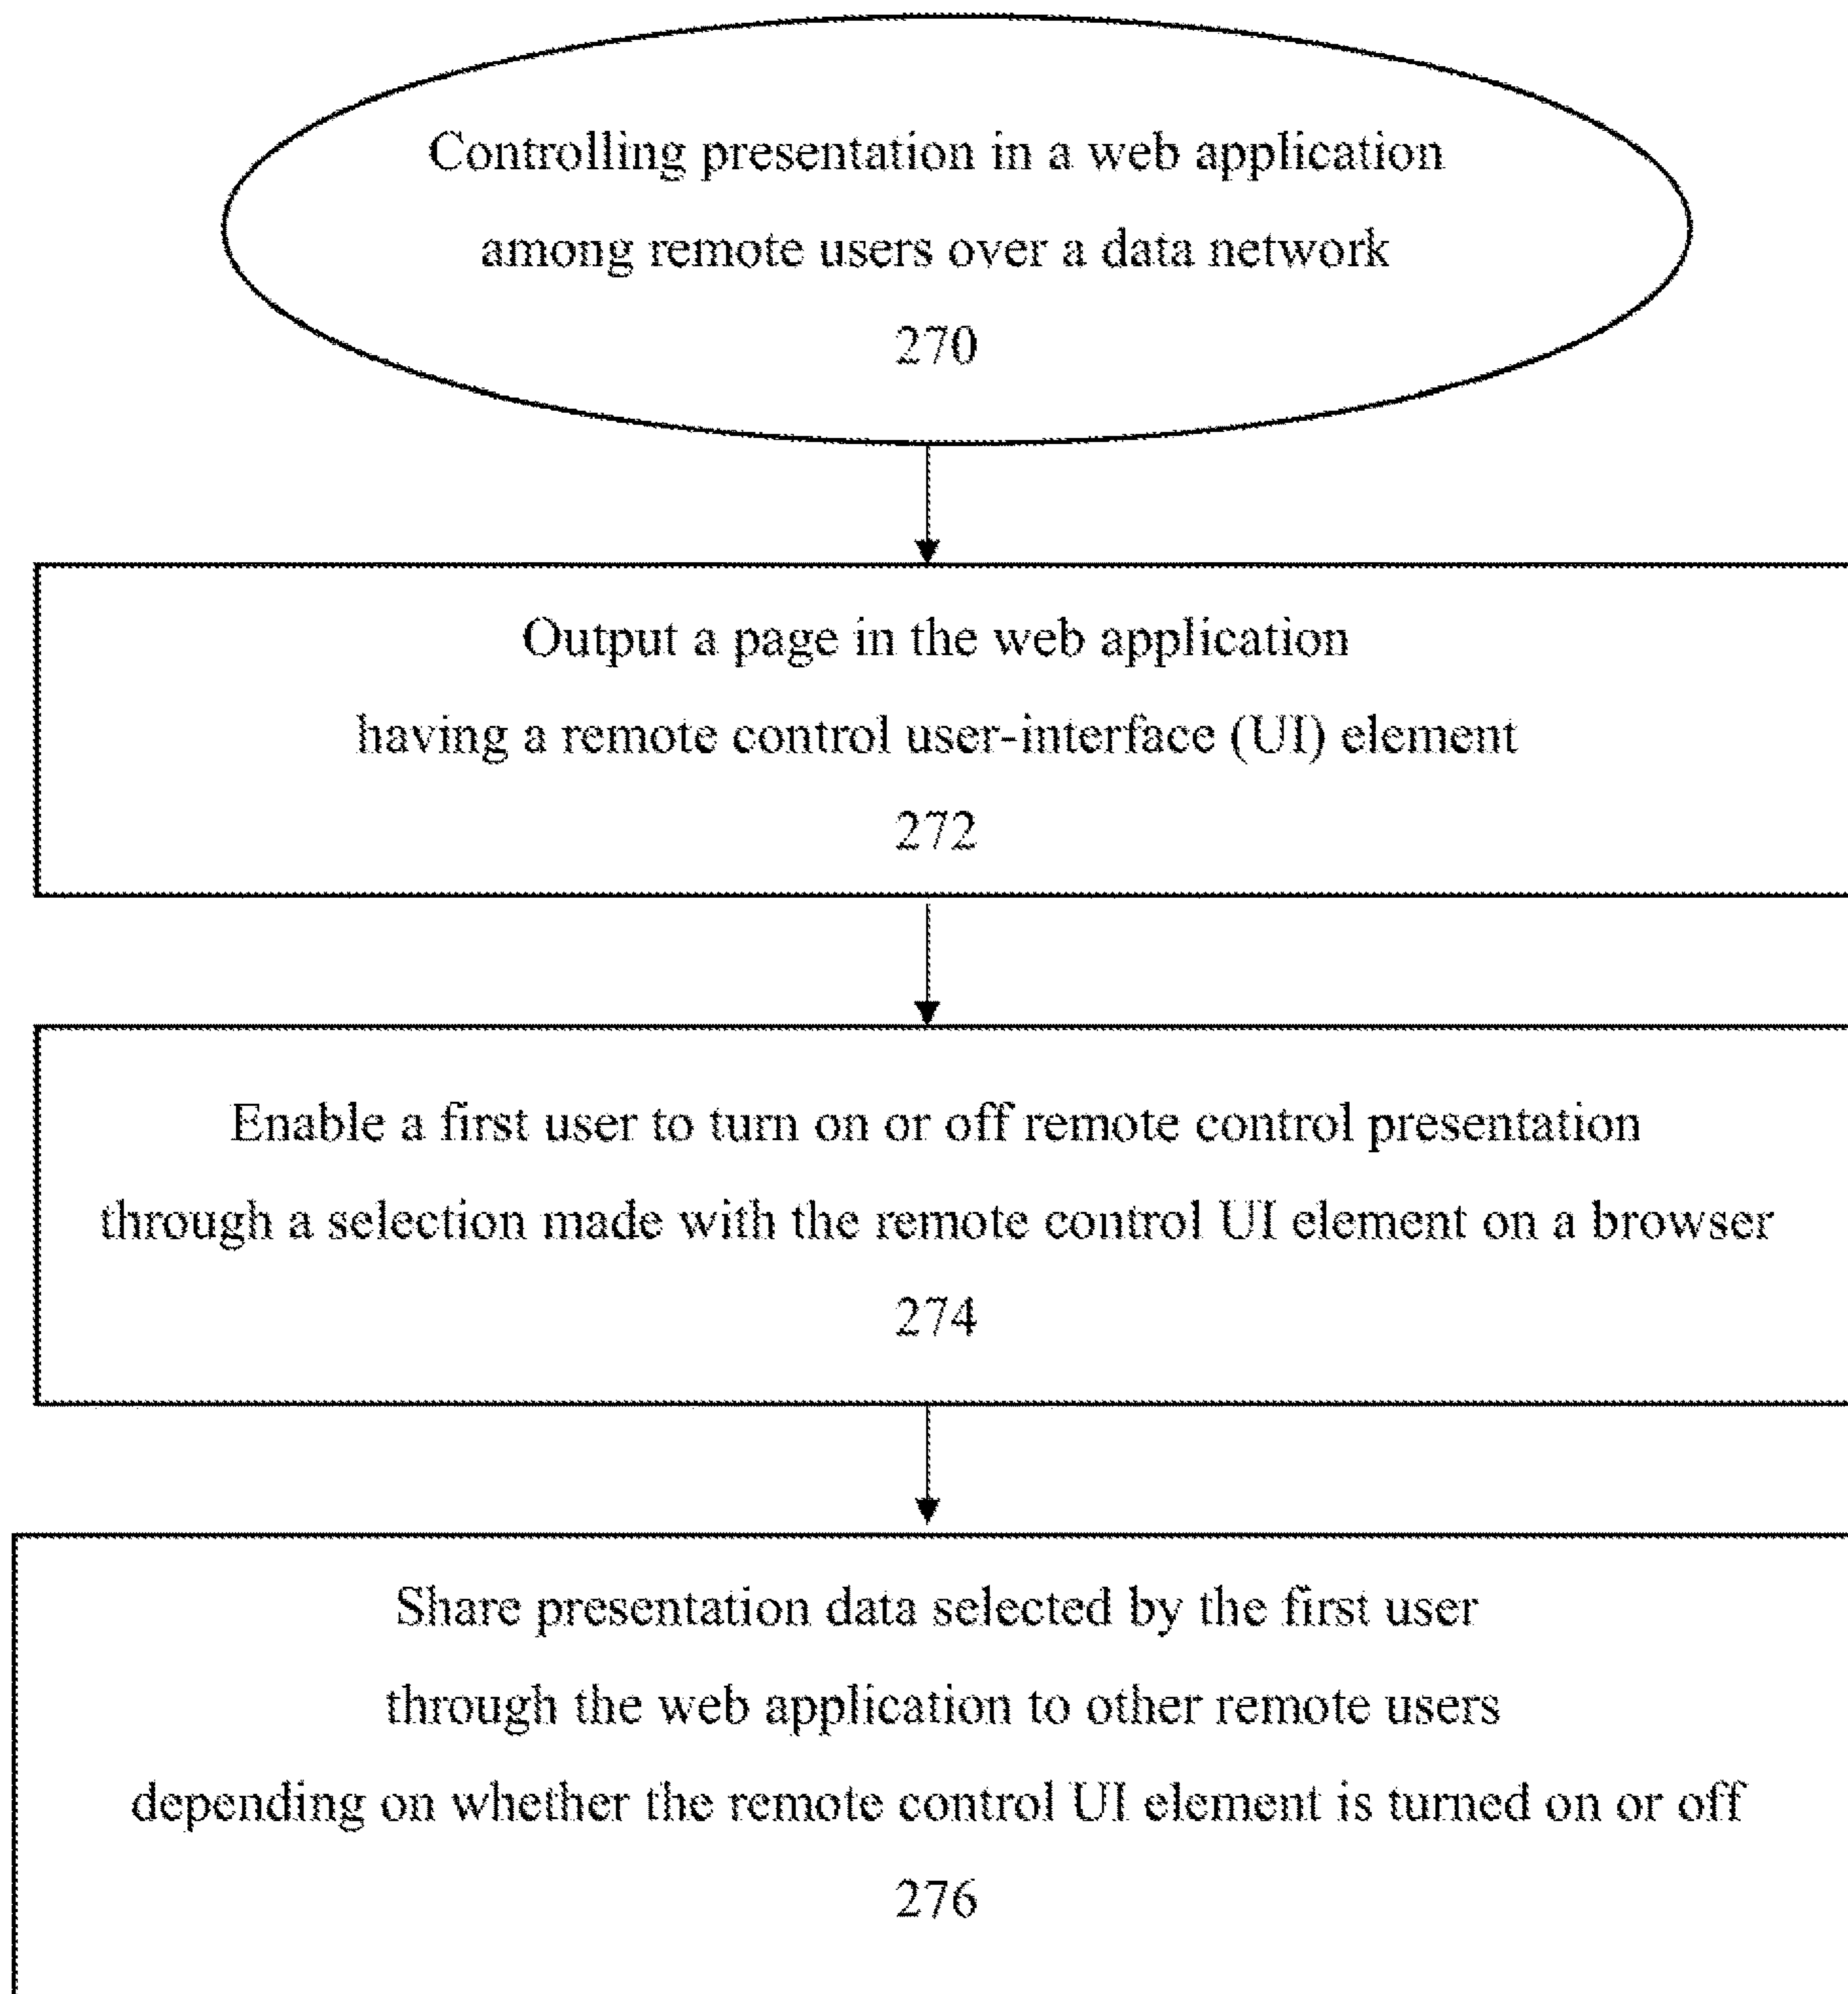 Controlling presentation in a web application
among remote users over a data network
270
Output a page in the web application
having a remote control user-interface (UI) element
272
Enable a first user to turn on or off remote control presentation
through a selection made with the remote control UI element on a browser
274
Share presentation data selected by the first user
through the web application to other remote users
depending on whether the remote control UI element is turned on or off
276